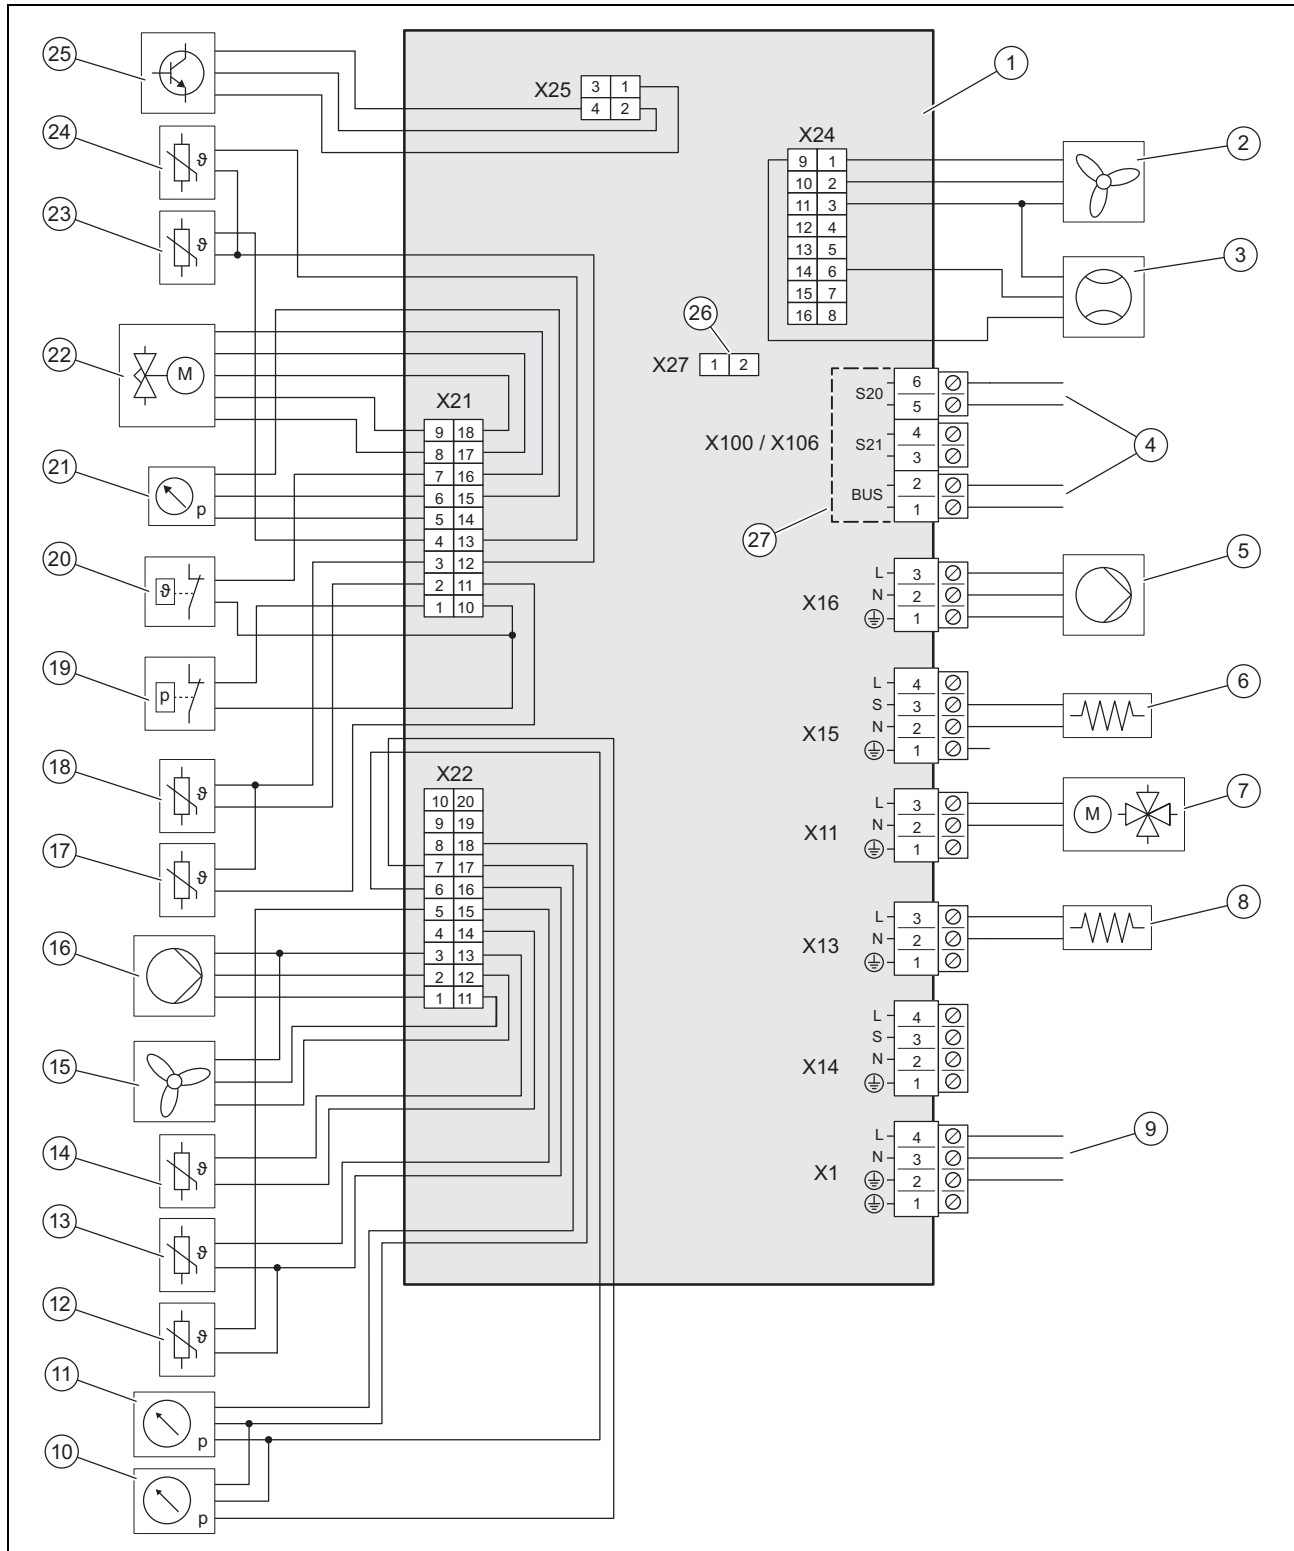 25
X25
3 1
4 2
1
24
ϑ
X24
9 1
10 2
11 3
12 4
13 5
14 6
15 7
16 8
2
23
ϑ
3
26
X27
1 2
22
M
S20
6
5
X21
9 18
8 17
7 16
6 15
5 14
4 13
3 12
2 11
1 10
X100 / X106
S21
4
3
4
21
p
BUS
2
1
27
20
ϑ
5
X16
L 3
N 2
1
19
p
6
X15
L 4
S 3
N 2
1
18
ϑ
X22
10 20
9 19
8 18
7 17
6 16
5 15
4 14
3 13
2 12
1 11
7
M
X11
L 3
N 2
1
17
ϑ
8
X13
L 3
N 2
1
16
X14
L 4
S 3
N 2
1
15
9
X1
L 4
N 3
2
1
14
ϑ
13
ϑ
12
ϑ
11
p
10
p